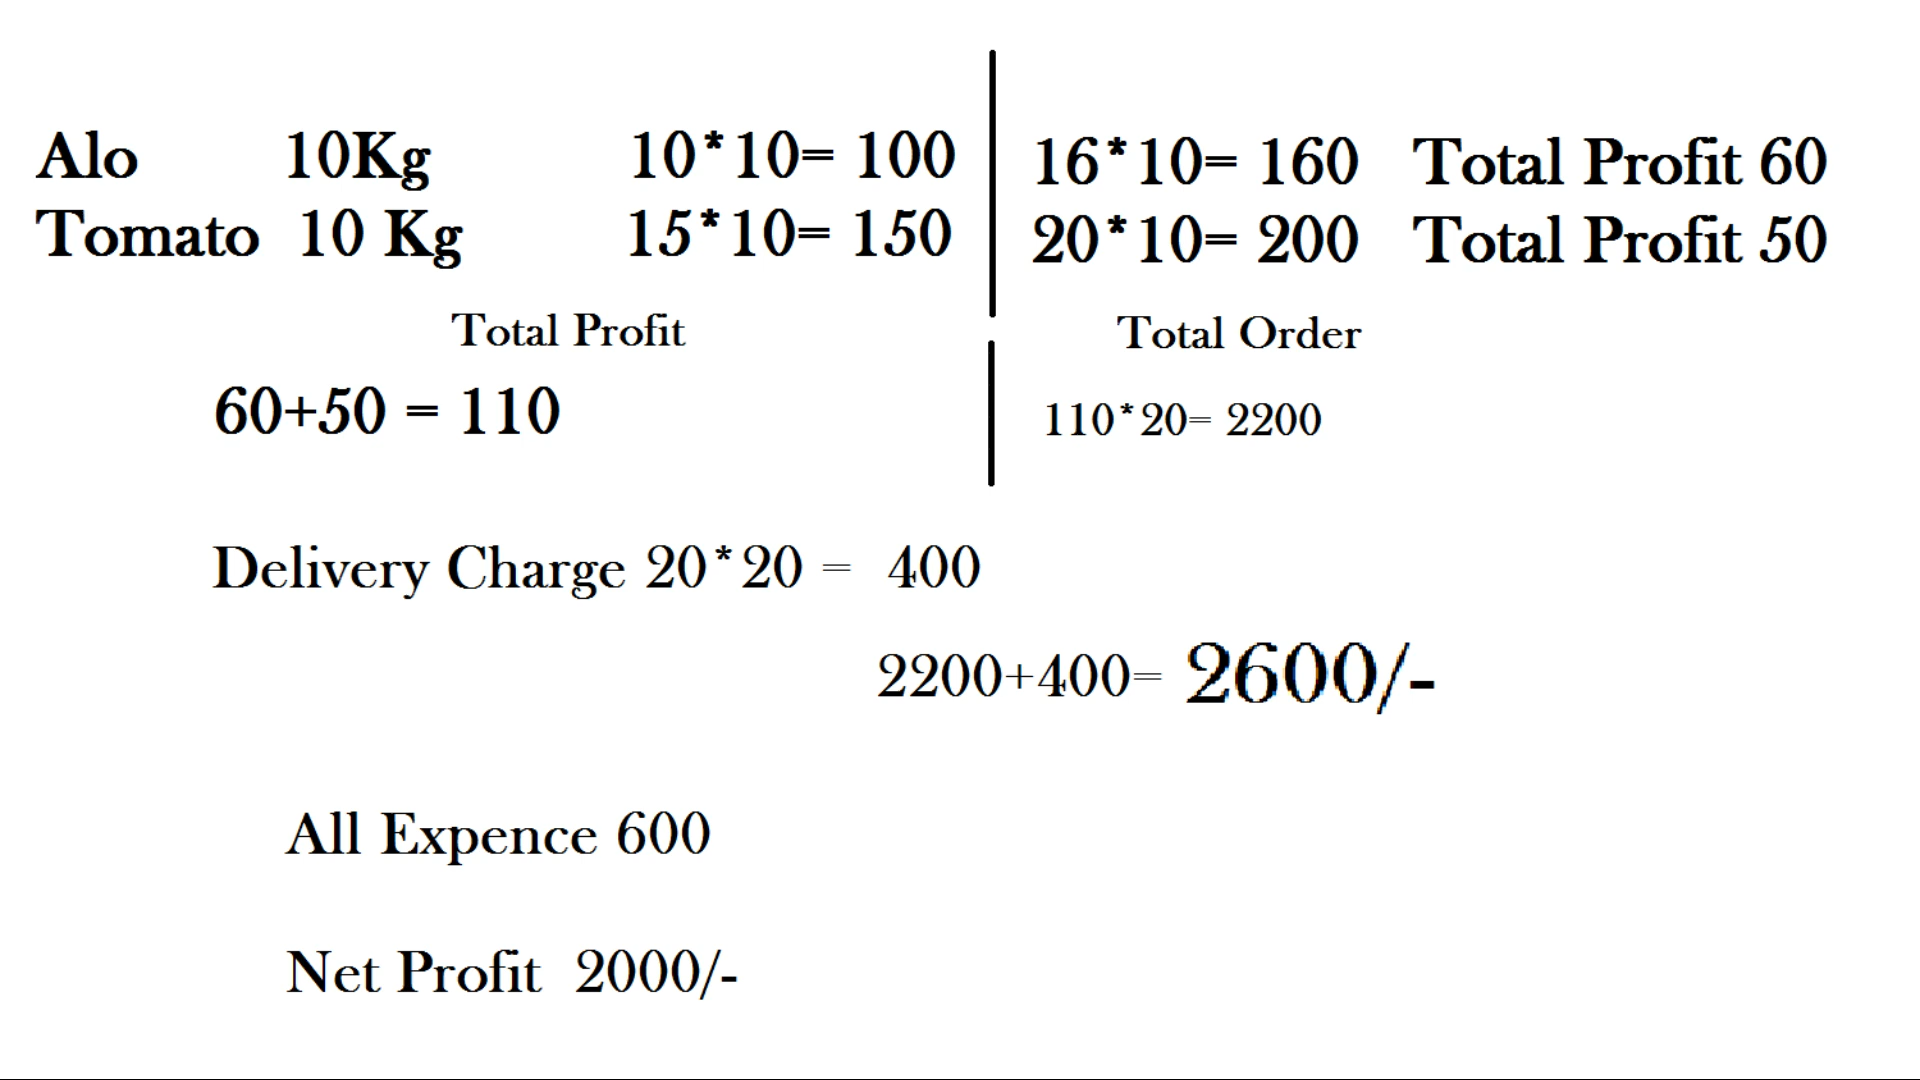 Alo 10Kg 10*10= 100 16*10= 160 Total Profit 60
Tomato 10 Kg 15*10= 150 20*10= 200 Total Profit 50
Total Profit Total Order
60+50 = 110 110*20= 2200
Delivery Charge 20*20 = 400
2200+400= 2600/-
All Expence 600
Net Profit 2000/-